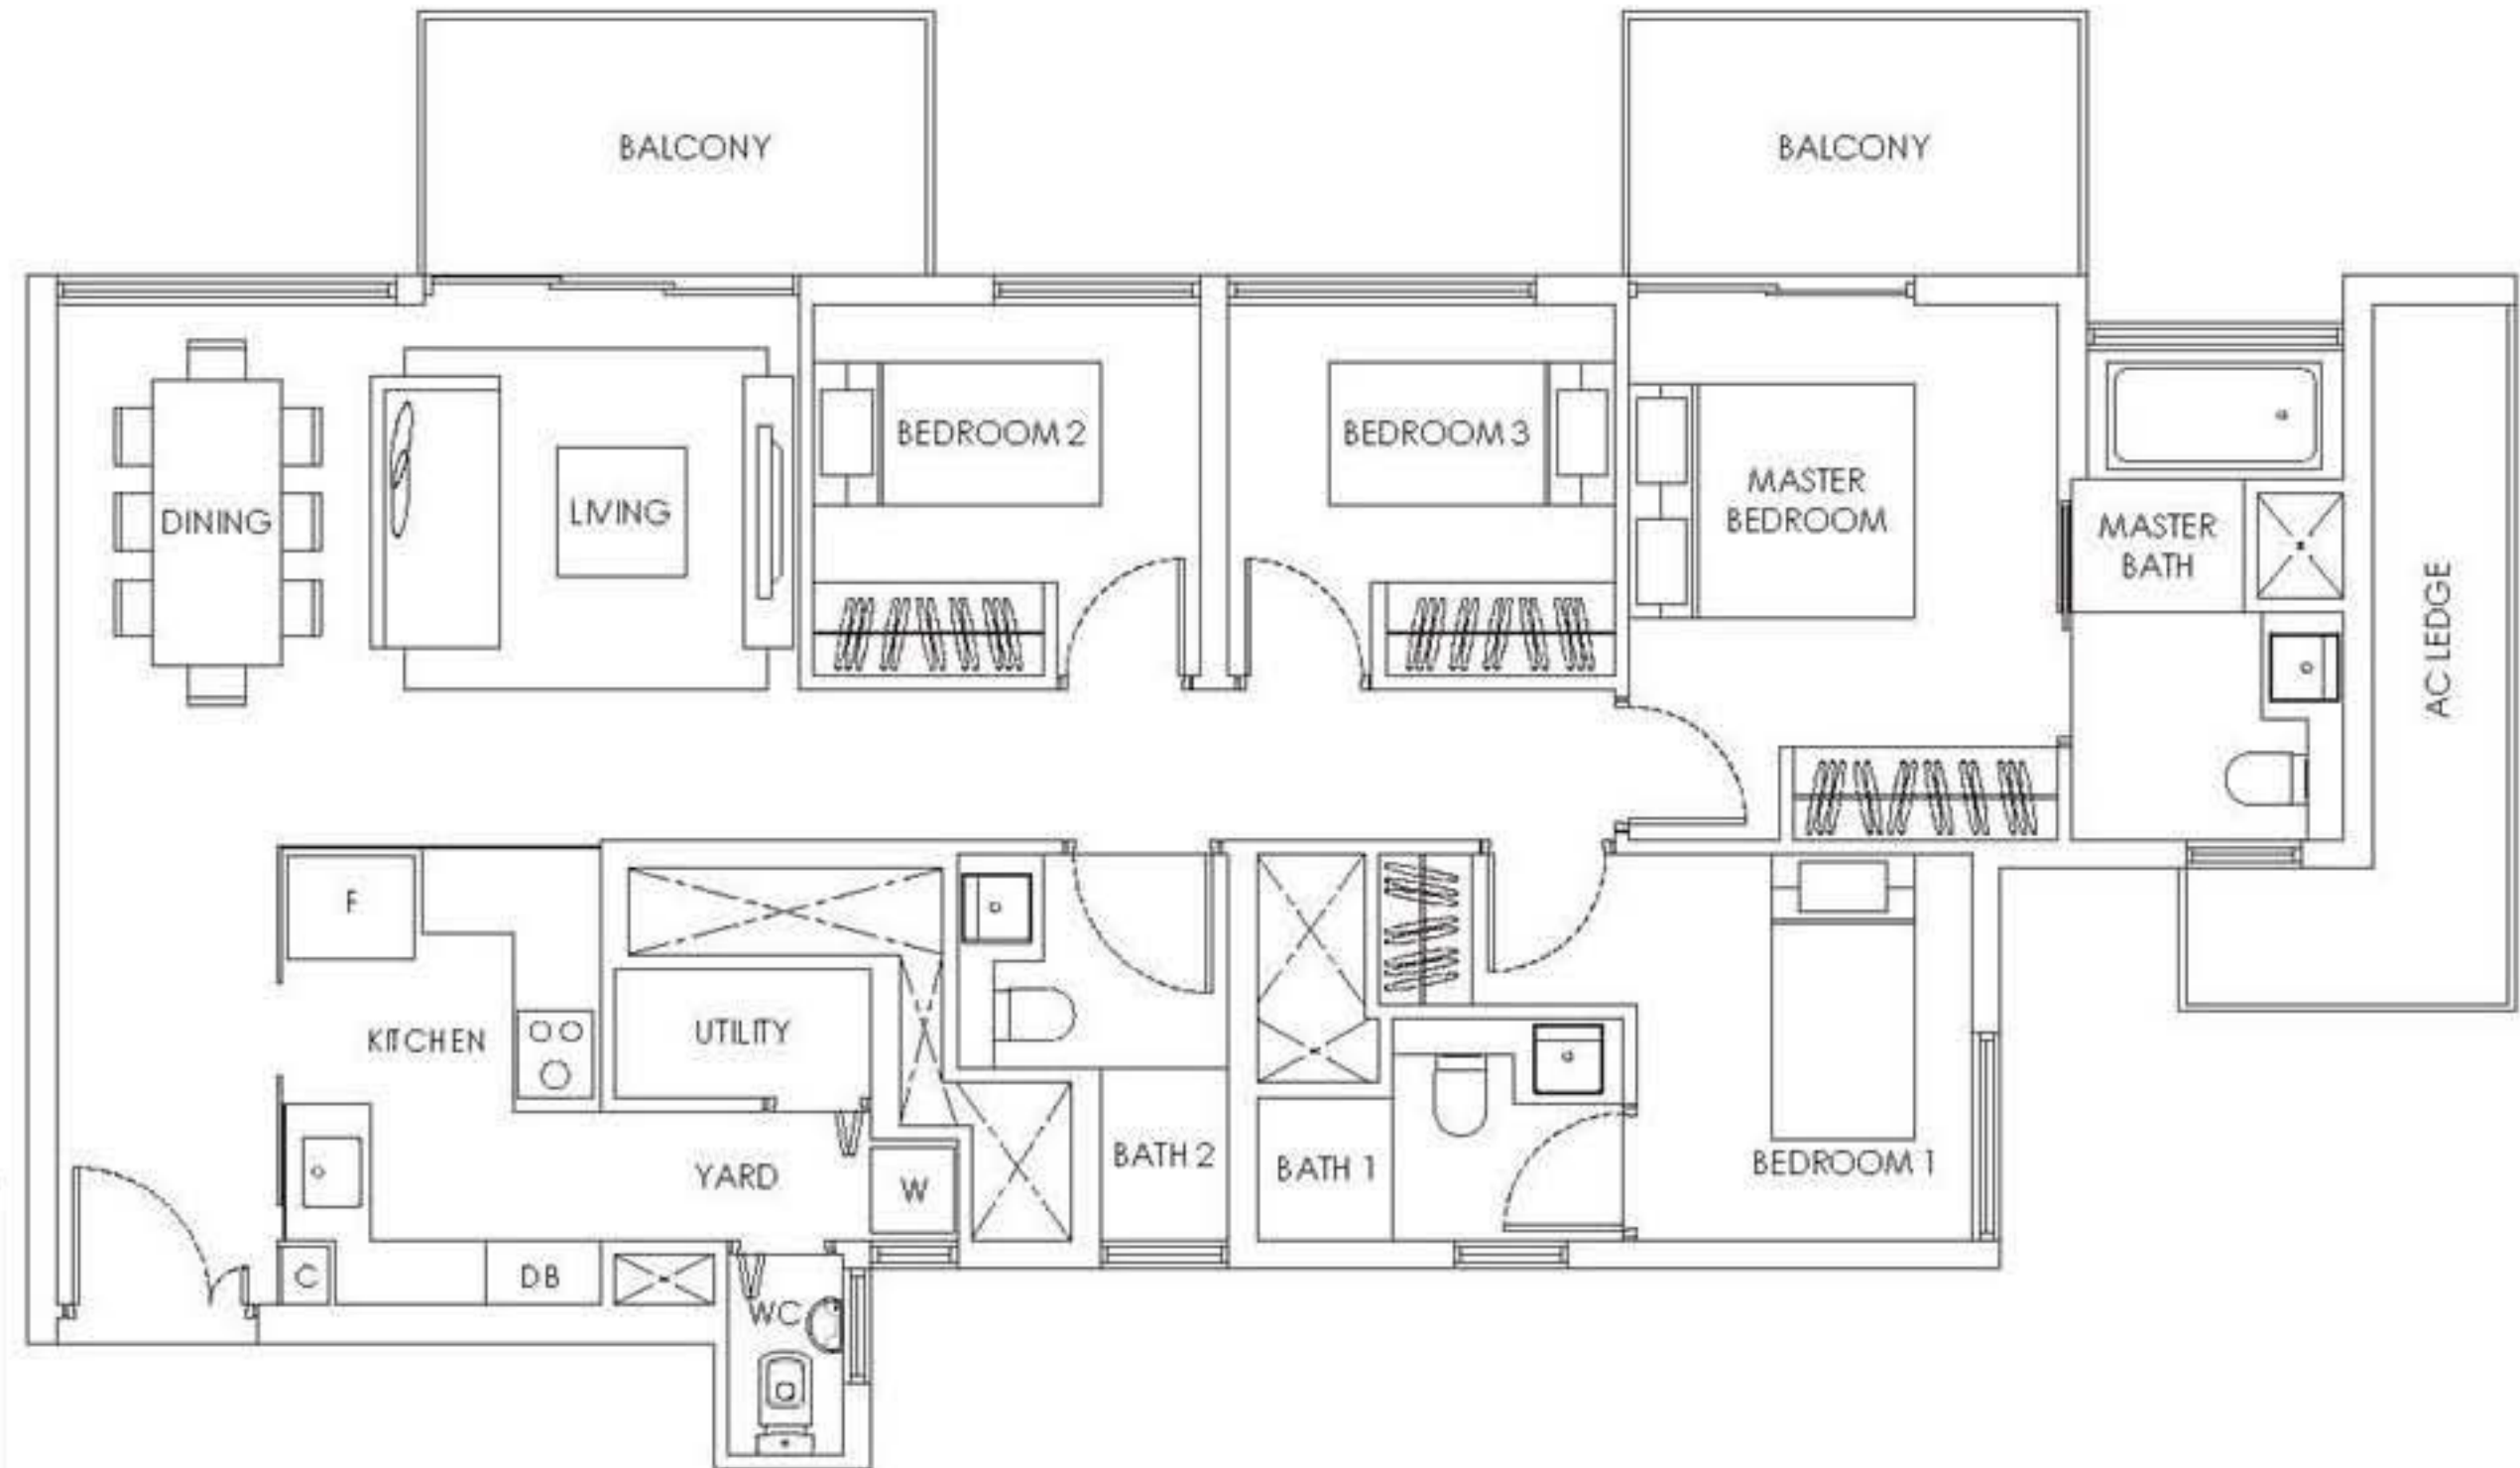 BALCONY
BALCONY
BEDROOM 2
BEDROOM 3
MASTER
BEDROOM
DINING
LIVING
MASTER
BATH
AC LEDGE
F
KITCHEN
UTILITY
YARD
W
BATH 2
BATH 1
BEDROOM 1
C
DB
WC